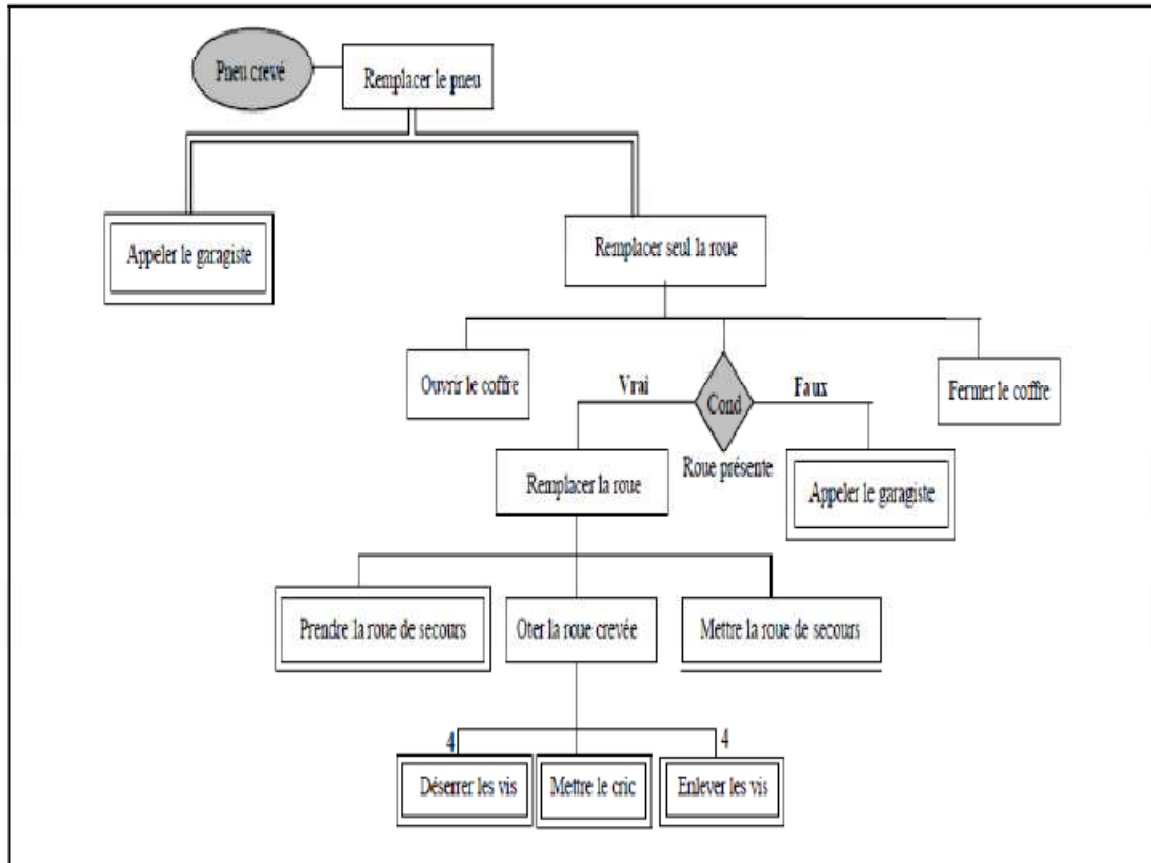 Pneu crevé
Remplacer le pneu
Appeler le garagiste
Remplacer seul la roue
Ouvrir le coffre
Vrai
Cond
Faux
Fermer le coffre
Roue présente
Remplacer la roue
Appeler le garagiste
Prendre la roue de secours
Oter la roue crevée
Mettre la roue de secours
4
4
Déserrer les vis
Mettre le cric
Enlever les vis